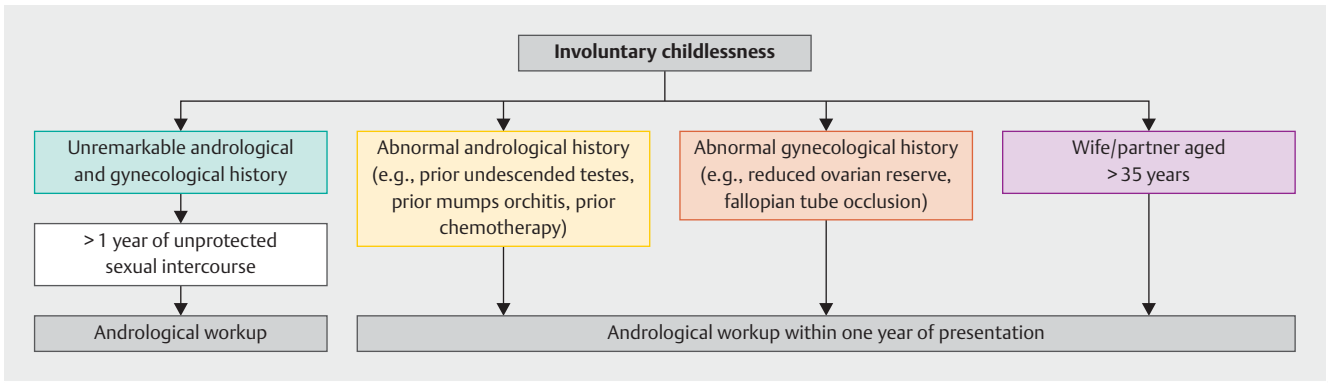 Involuntary childlessness
Unremarkable andrological
and gynecological history
> 1 year of unprotected
sexual intercourse
Andrological workup
Abnormal andrological history
(e.g., prior undescended testes,
prior mumps orchitis, prior
chemotherapy)
Abnormal gynecological history
(e.g., reduced ovarian reserve,
fallopian tube occlusion)
Wife/partner aged
> 35 years
Andrological workup within one year of presentation